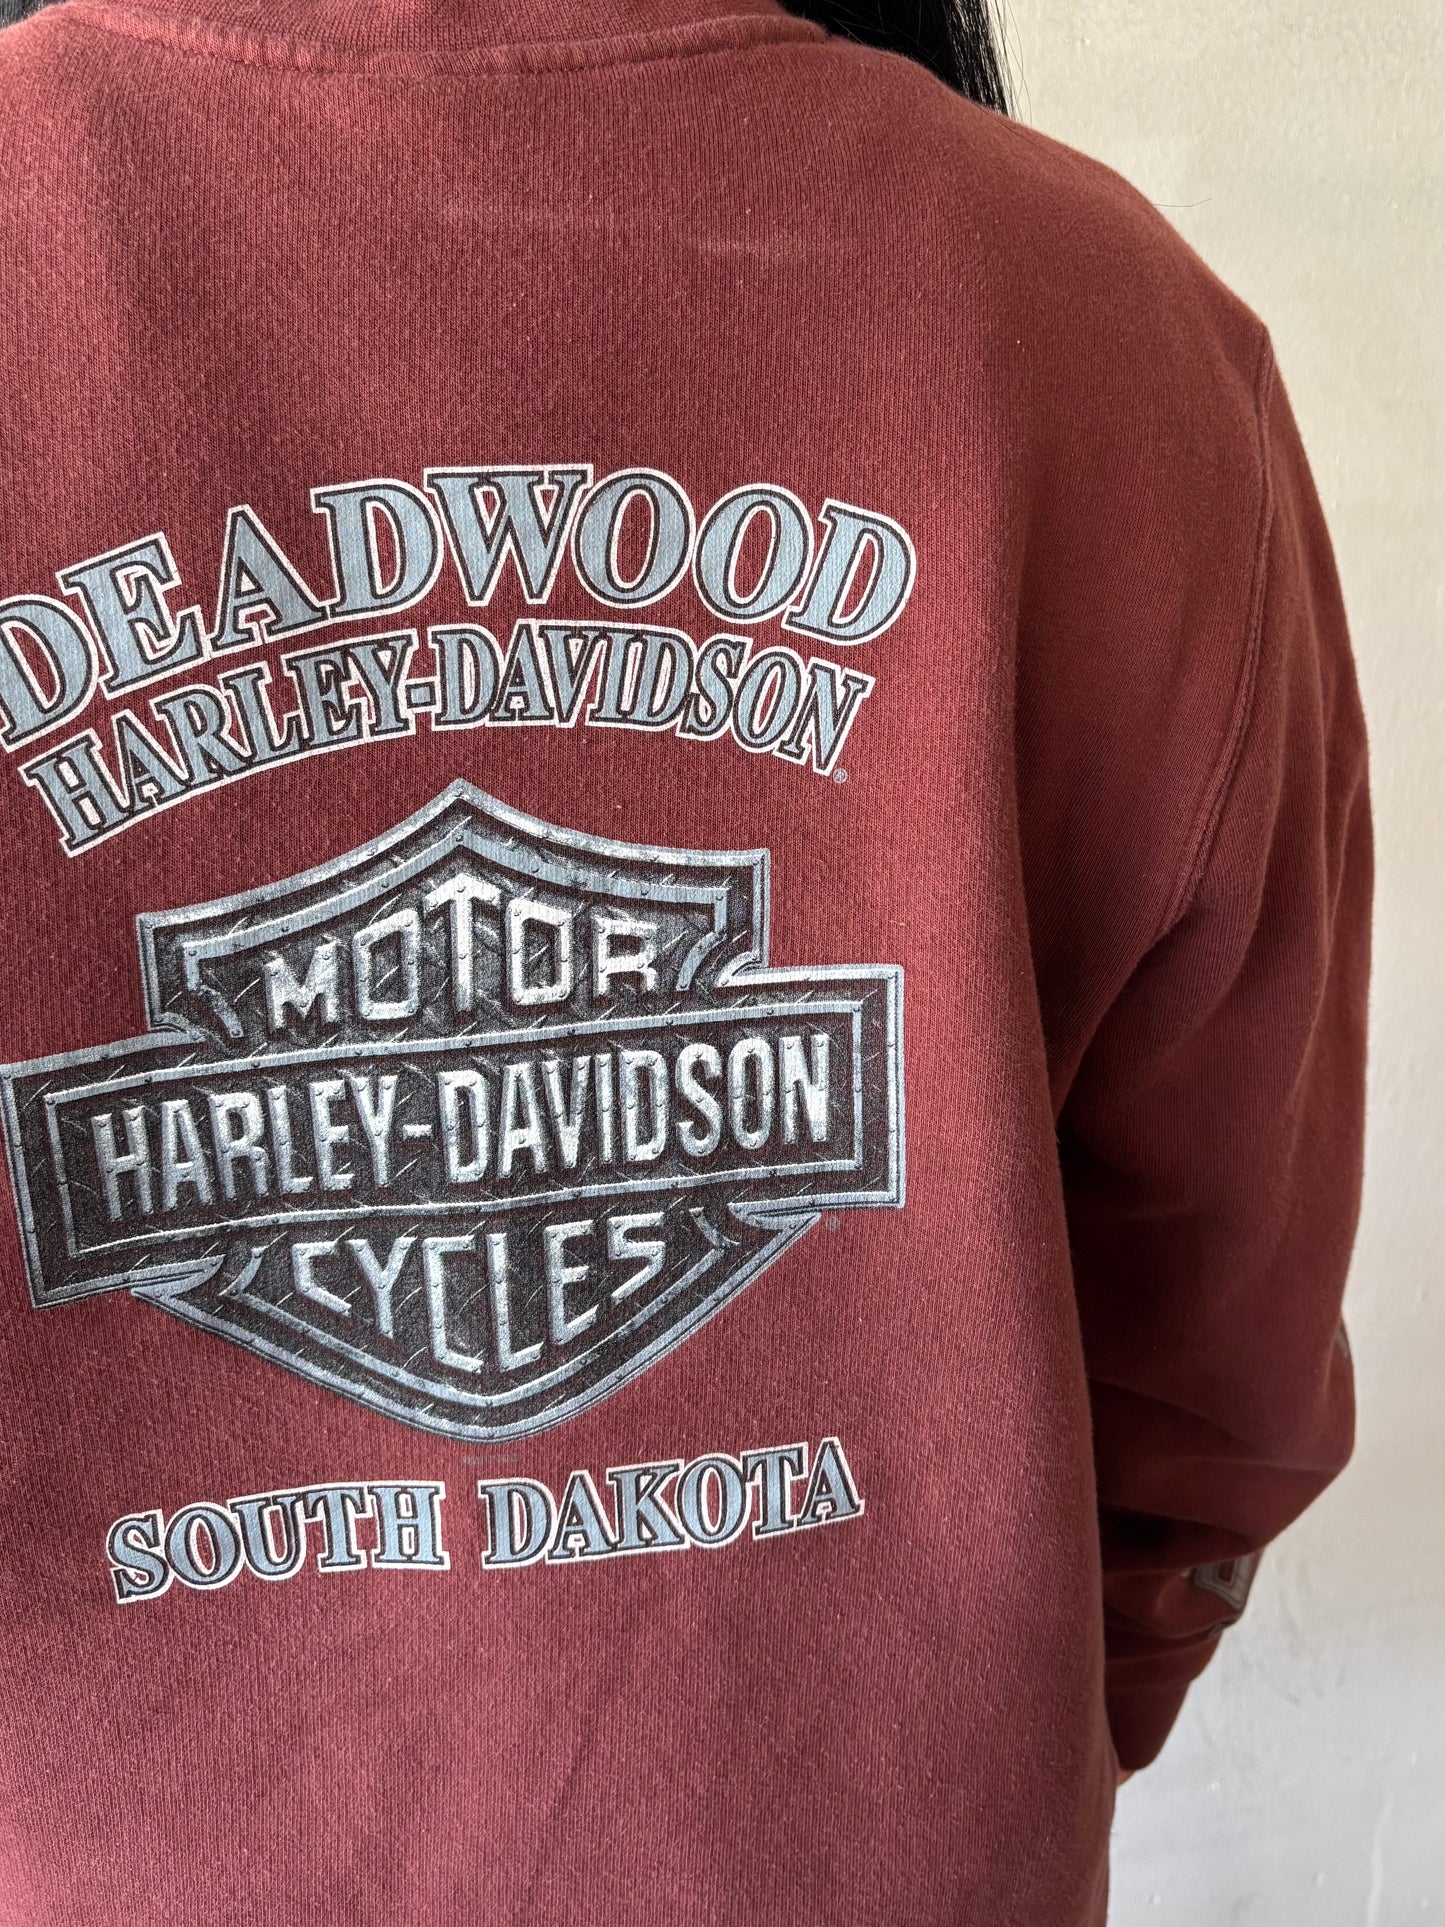 DEADWOOD
HARLEY-DAVIDSON®
MOTOR
HARLEY-DAVIDSON
CYCLES
®
SOUTH DAKOTA